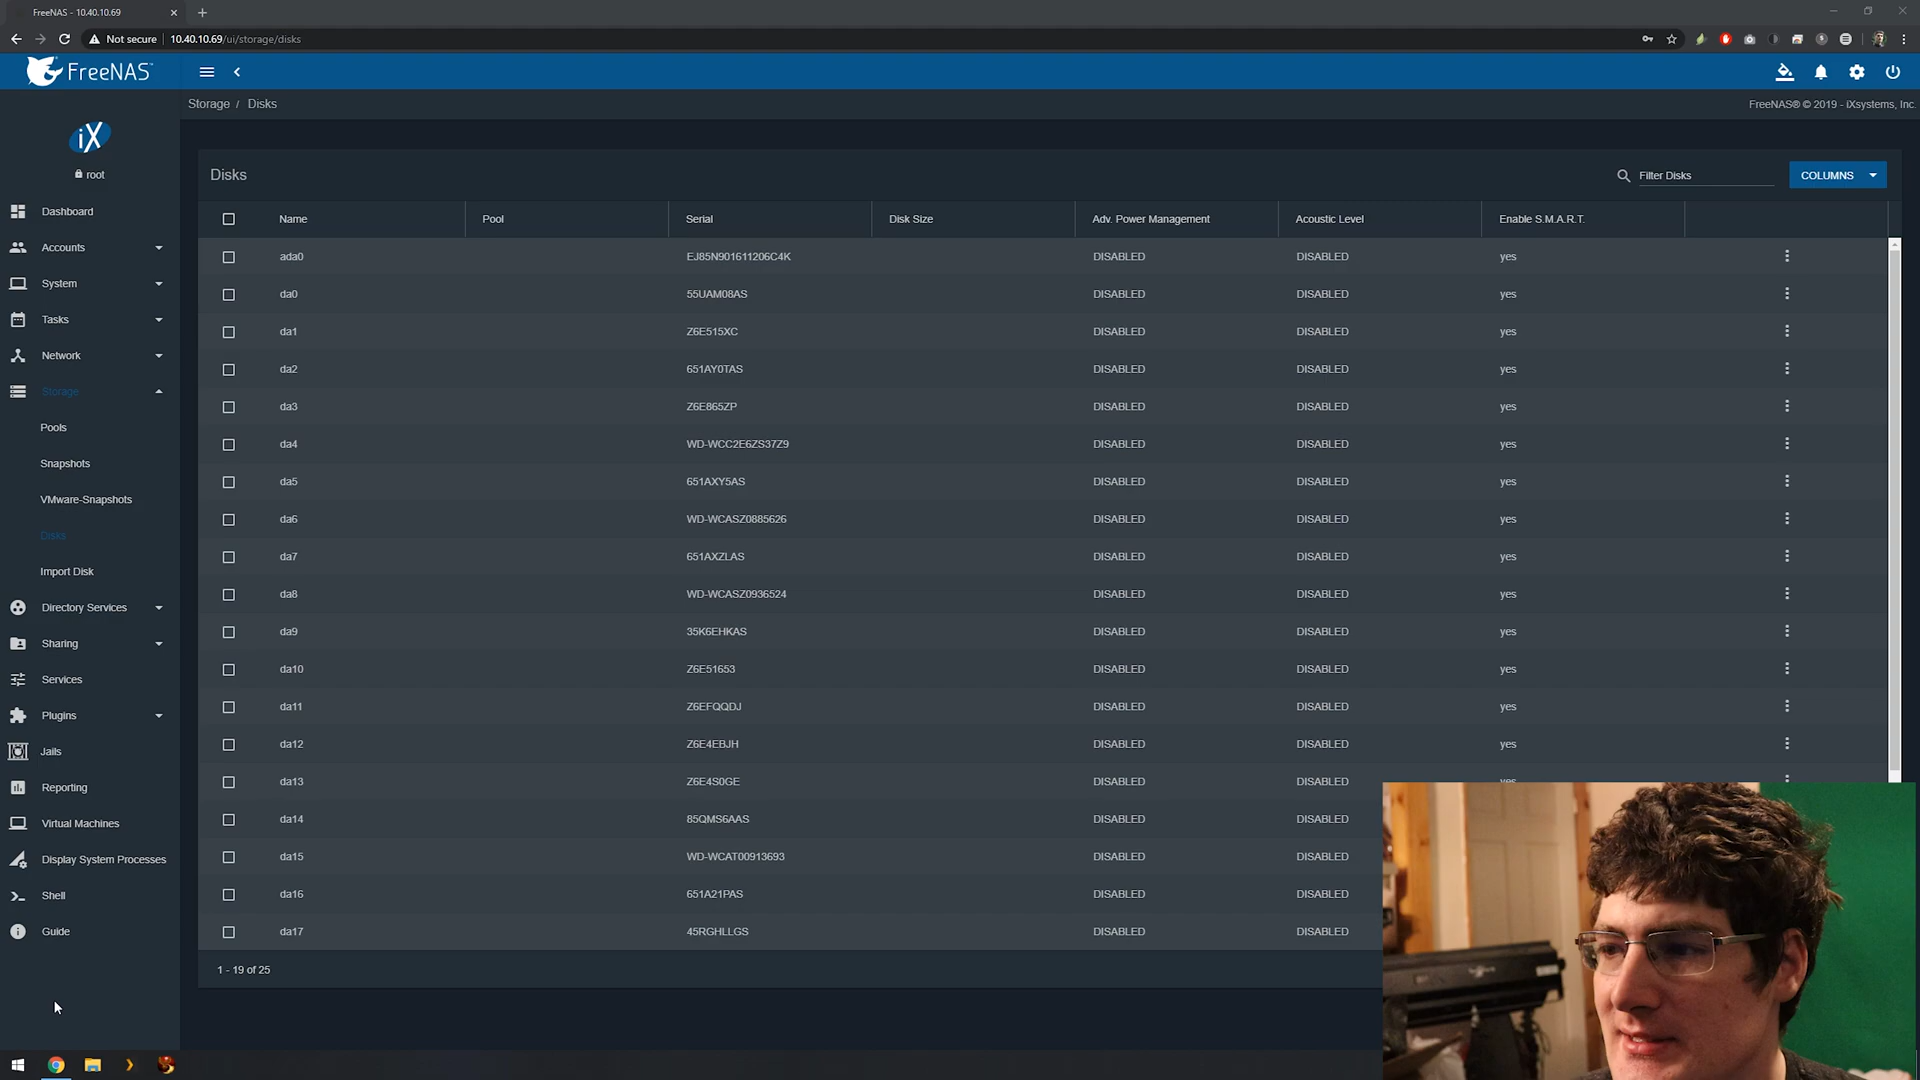 FreeNAS - 10.40.10.69
Not secure
10.40.10.69/ui/storage/disks
FreeNAS
Storage / Disks
FreeNAS® © 2019 - iXsystems, Inc.
iX
root
Dashboard
Accounts
System
Tasks
Network
Storage
Pools
Snapshots
VMware-Snapshots
Disks
Import Disk
Directory Services
Sharing
Services
Plugins
Jails
Reporting
Virtual Machines
Display System Processes
Shell
Guide
Disks
Filter Disks
COLUMNS
Name Pool Serial Disk Size Adv. Power Management Acoustic Level Enable S.M.A.R.T.
ada0 EJ85N901611206C4K DISABLED DISABLED yes
da0 55UAM08AS DISABLED DISABLED yes
da1 Z6E515XC DISABLED DISABLED yes
da2 651AY0TAS DISABLED DISABLED yes
da3 Z6E865ZP DISABLED DISABLED yes
da4 WD-WCC2E6ZS37Z9 DISABLED DISABLED yes
da5 651AXY5AS DISABLED DISABLED yes
da6 WD-WCASZ0885626 DISABLED DISABLED yes
da7 651AXZLAS DISABLED DISABLED yes
da8 WD-WCASZ0936524 DISABLED DISABLED yes
da9 35K6EHKAS DISABLED DISABLED yes
da10 Z6E51653 DISABLED DISABLED yes
da11 Z6EFQQDJ DISABLED DISABLED yes
da12 Z6E4EBJH DISABLED DISABLED yes
da13 Z6E4S0GE DISABLED DISABLED yes
da14 85QMS6AAS DISABLED DISABLED
da15 WD-WCAT00913693 DISABLED DISABLED
da16 651A21PAS DISABLED DISABLED
da17 45RGHLLGS DISABLED DISABLED
1 - 19 of 25